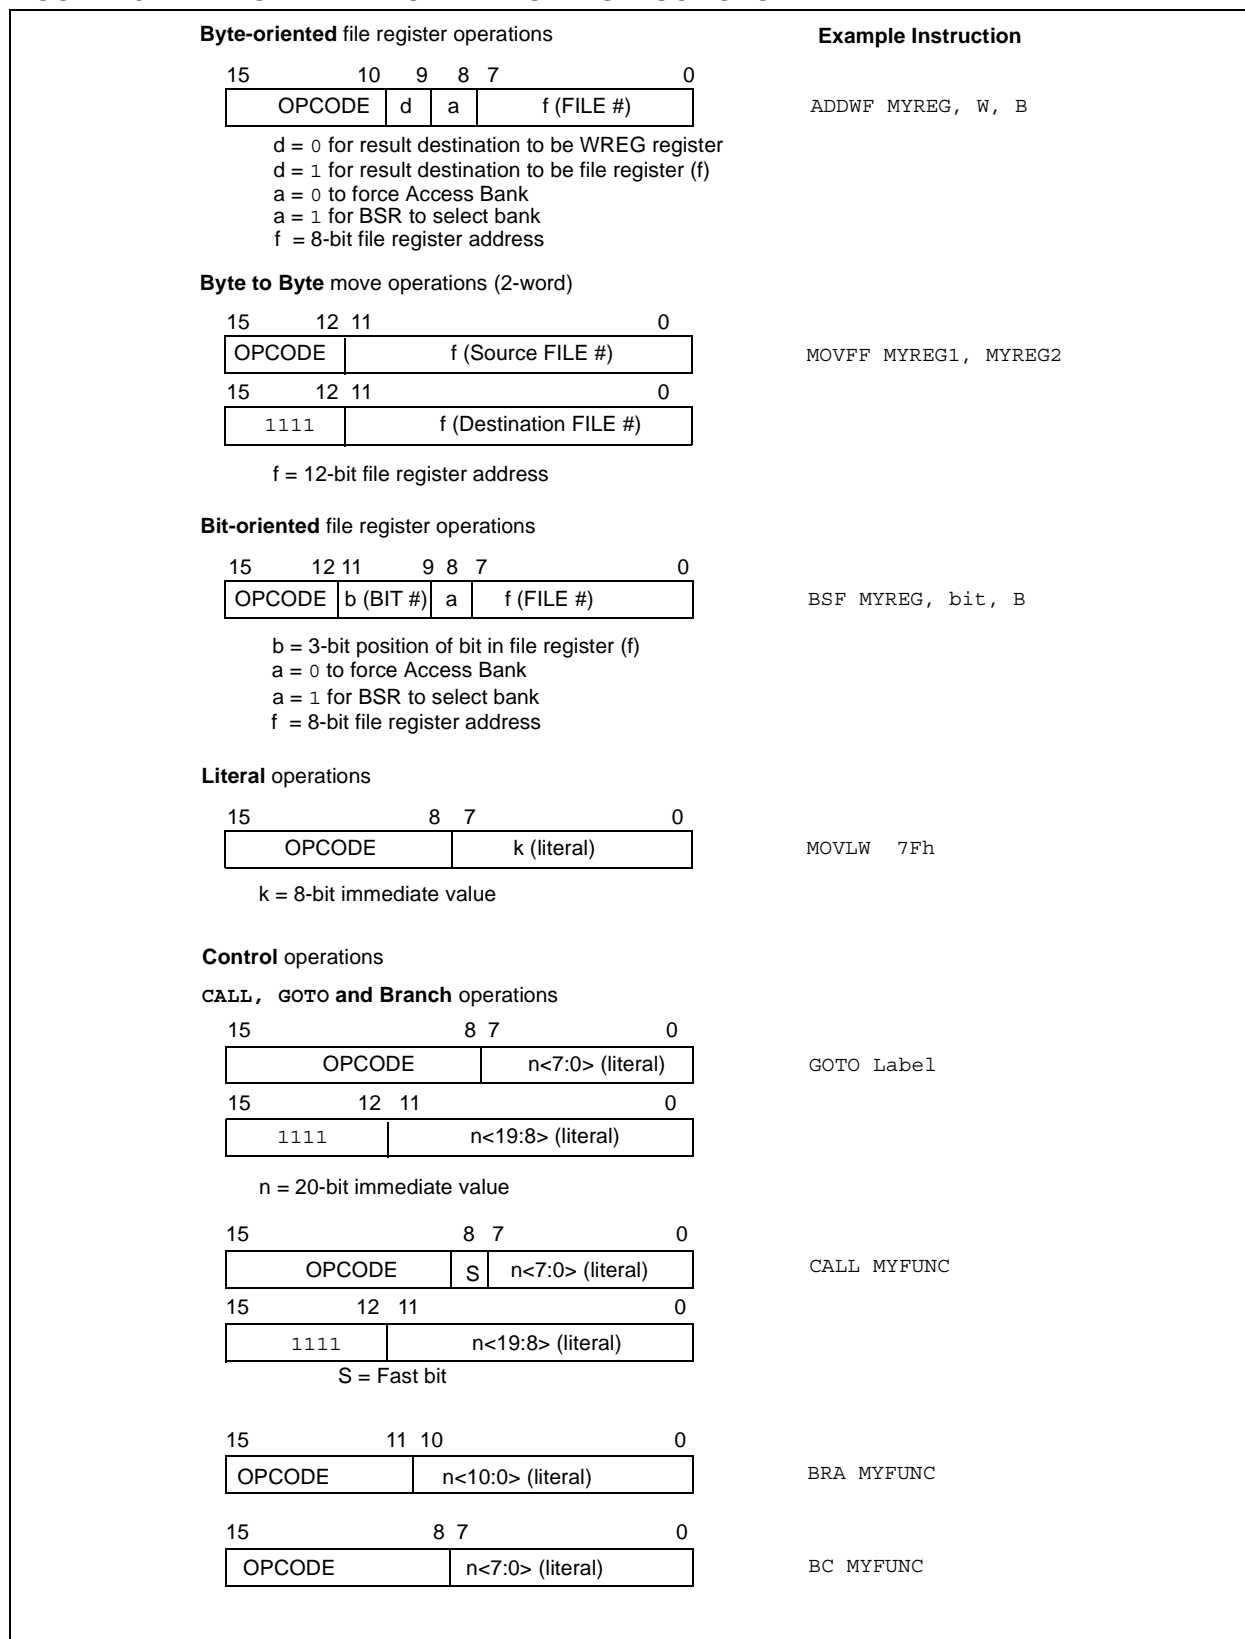 Byte-oriented file register operations
Example Instruction
15 10 9 8 7 0
OPCODE d a f (FILE #)
ADDWF MYREG, W, B
d = 0 for result destination to be WREG register
d = 1 for result destination to be file register (f)
a = 0 to force Access Bank
a = 1 for BSR to select bank
f = 8-bit file register address
Byte to Byte move operations (2-word)
15 12 11 0
OPCODE f (Source FILE #)
MOVFF MYREG1, MYREG2
15 12 11 0
1111 f (Destination FILE #)
f = 12-bit file register address
Bit-oriented file register operations
15 12 11 9 8 7 0
OPCODE b (BIT #) a f (FILE #)
BSF MYREG, bit, B
b = 3-bit position of bit in file register (f)
a = 0 to force Access Bank
a = 1 for BSR to select bank
f = 8-bit file register address
Literal operations
15 8 7 0
OPCODE k (literal)
MOVLW 7Fh
k = 8-bit immediate value
Control operations
CALL, GOTO and Branch operations
15 8 7 0
OPCODE n<7:0> (literal)
GOTO Label
15 12 11 0
1111 n<19:8> (literal)
n = 20-bit immediate value
15 8 7 0
OPCODE S n<7:0> (literal)
CALL MYFUNC
15 12 11 0
1111 n<19:8> (literal)
S = Fast bit
15 11 10 0
OPCODE n<10:0> (literal)
BRA MYFUNC
15 8 7 0
OPCODE n<7:0> (literal)
BC MYFUNC